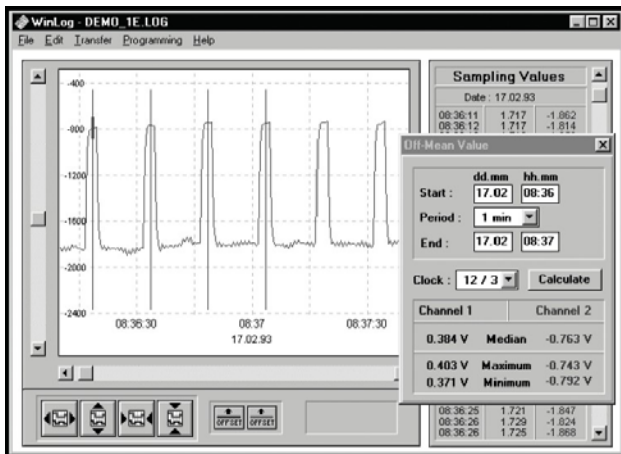 WinLog - DEMO_1E.LOG
File Edit Transfer Programming Help
-400
-800
-1200
-1600
-2000
-2400
08:36:30 08:37 08:37:30
17.02.93
OFFSET OFFSET
Sampling Values
Date : 17.02.93
08:36:11 1.717 -1.862
08:36:12 1.717 -1.814
Off-Mean Value
dd.mm hh.mm
Start : 17.02 08:36
Period : 1 min
End : 17.02 08:37
Clock : 12 / 3 Calculate
Channel 1 Channel 2
0.384 V Median -0.763 V
0.403 V Maximum -0.743 V
0.371 V Minimum -0.792 V
08:36:25 1.721 -1.847
08:36:26 1.729 -1.824
08:36:26 1.725 -1.868